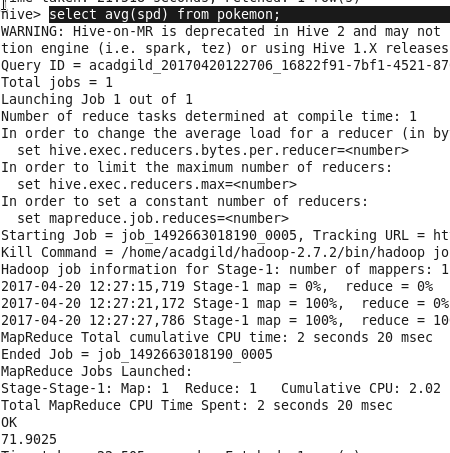 hive> select avg(spd) from pokemon;
WARNING: Hive-on-MR is deprecated in Hive 2 and may not
tion engine (i.e. spark, tez) or using Hive 1.X releases
Query ID = acadgild_20170420122706_16822f91-7bf1-4521-87
Total jobs = 1
Launching Job 1 out of 1
Number of reduce tasks determined at compile time: 1
In order to change the average load for a reducer (in by
  set hive.exec.reducers.bytes.per.reducer=<number>
In order to limit the maximum number of reducers:
  set hive.exec.reducers.max=<number>
In order to set a constant number of reducers:
  set mapreduce.job.reduces=<number>
Starting Job = job_1492663018190_0005, Tracking URL = ht
Kill Command = /home/acadgild/hadoop-2.7.2/bin/hadoop jo
Hadoop job information for Stage-1: number of mappers: 1
2017-04-20 12:27:15,719 Stage-1 map = 0%,  reduce = 0%
2017-04-20 12:27:21,172 Stage-1 map = 100%,  reduce = 0%
2017-04-20 12:27:27,786 Stage-1 map = 100%,  reduce = 10
MapReduce Total cumulative CPU time: 2 seconds 20 msec
Ended Job = job_1492663018190_0005
MapReduce Jobs Launched:
Stage-Stage-1: Map: 1  Reduce: 1   Cumulative CPU: 2.02
Total MapReduce CPU Time Spent: 2 seconds 20 msec
OK
71.9025